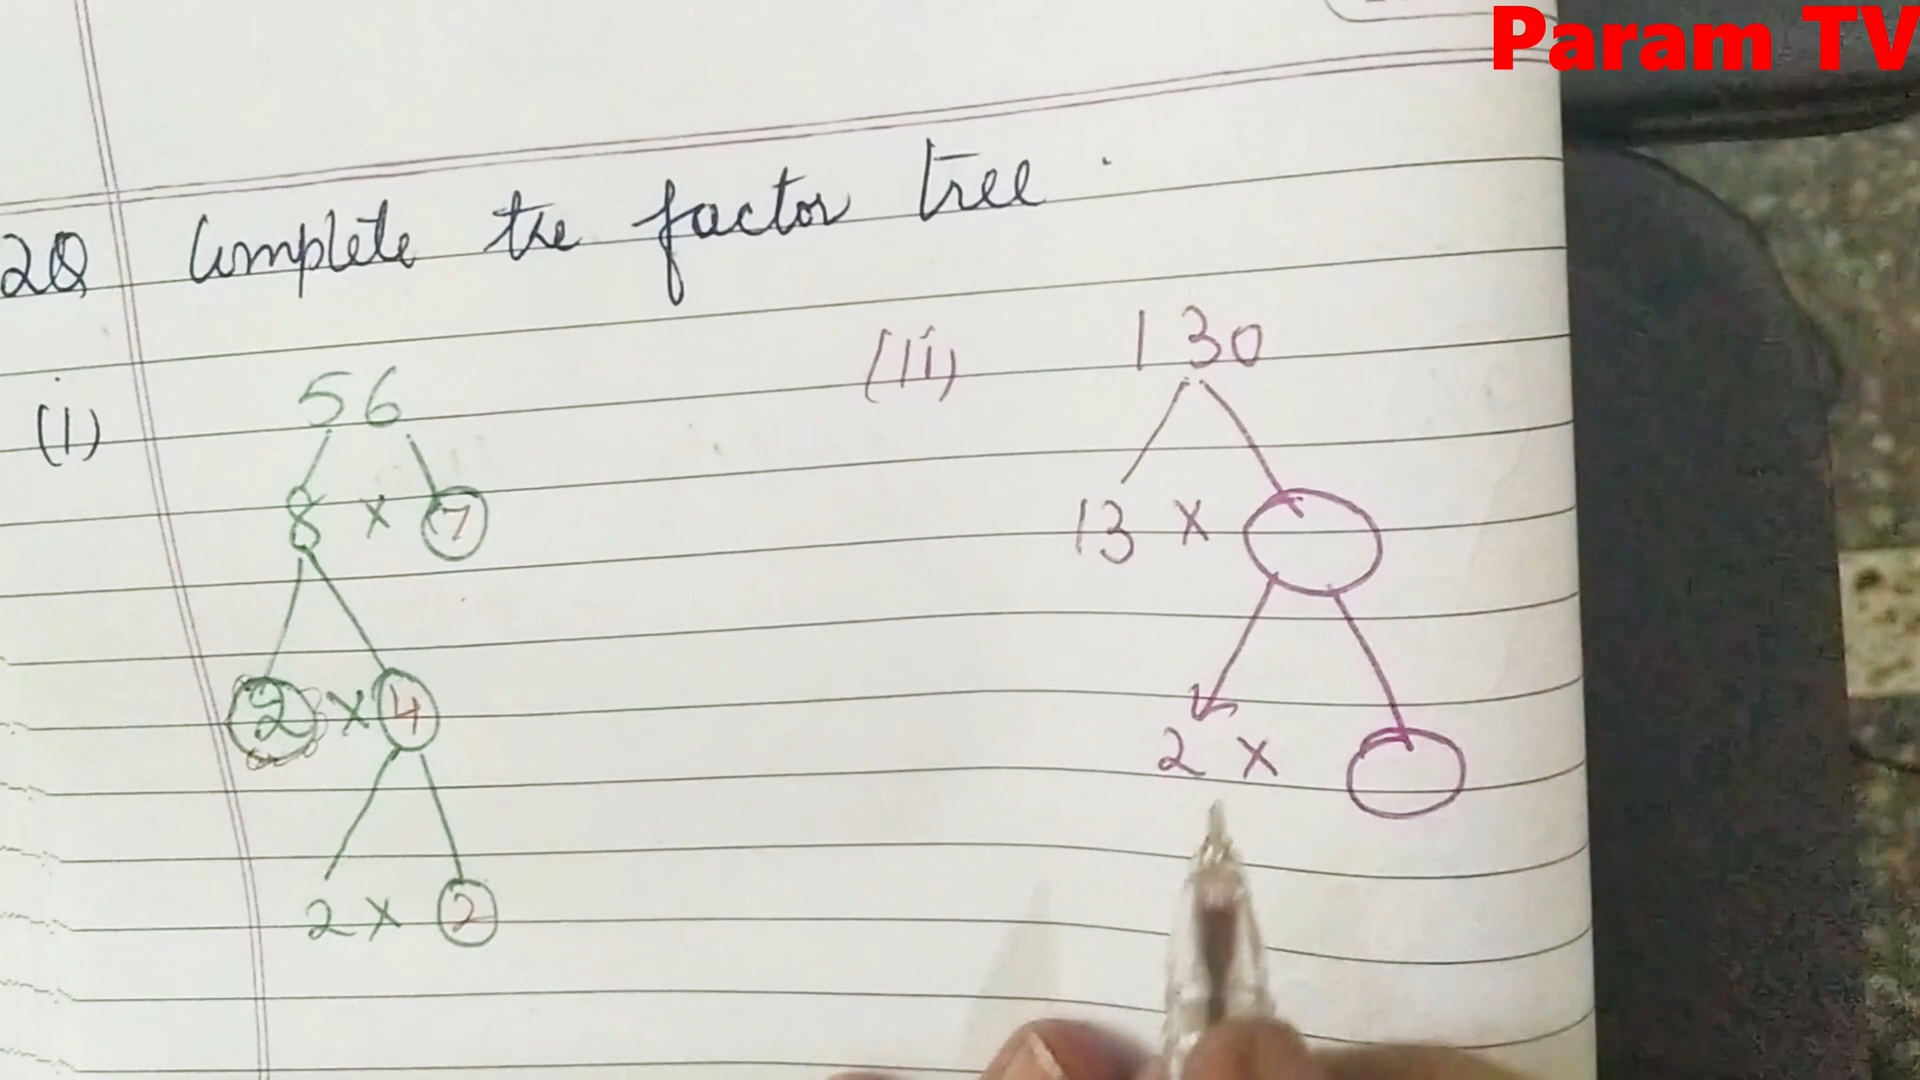 Param TV
2Q Complete the factor tree.
(i) 56
8 x 7
2 x 4
2 x 2
(ii) 130
13 x
2 x